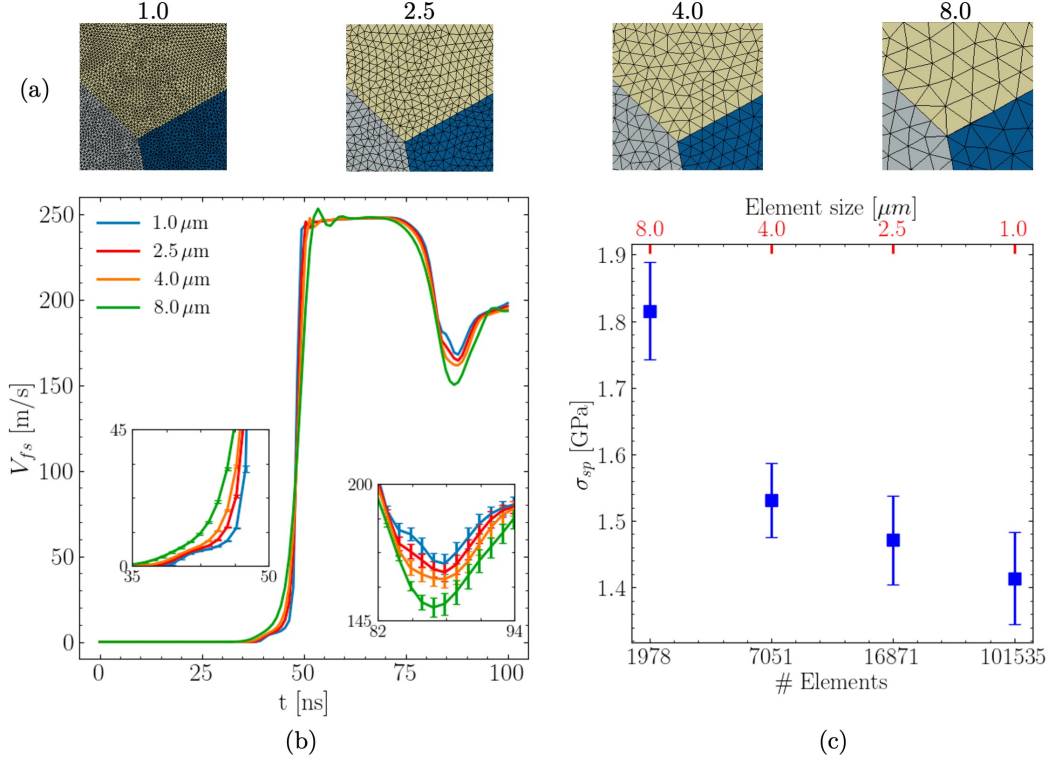 1.0 2.5 4.0 8.0
(a)
250
200
150
100
50
0
V_fs [m/s]
1.0 μm
2.5 μm
4.0 μm
8.0 μm
45
0
35 50
200
145
82 94
0 25 50 75 100
t [ns]
(b)
Element size [μm]
8.0 4.0 2.5 1.0
1.9
1.8
1.7
1.6
1.5
1.4
σ_sp [GPa]
1978 7051 16871 101535
# Elements
(c)